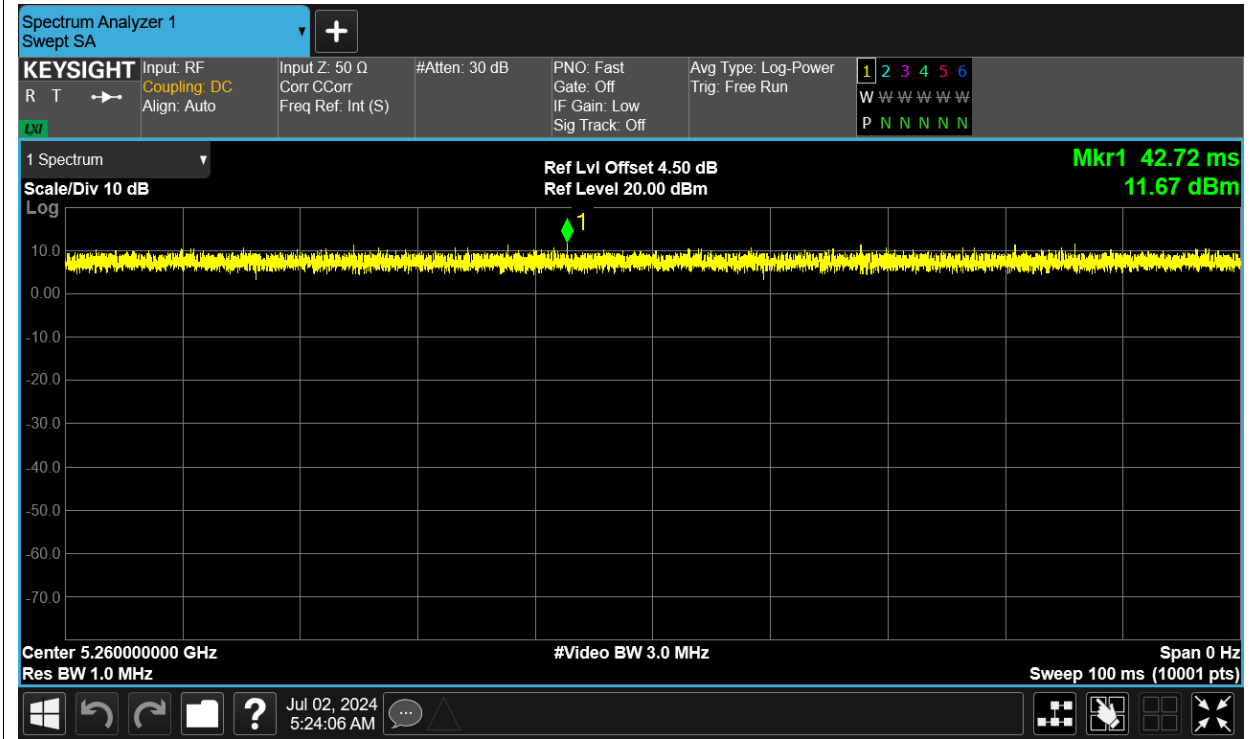 Spectrum Analyzer 1
Swept SA
KEYSIGHT
R T
LXI
Input: RF
Coupling: DC
Align: Auto
Input Z: 50 Ω
Corr CCorr
Freq Ref: Int (S)
#Atten: 30 dB
PNO: Fast
Gate: Off
IF Gain: Low
Sig Track: Off
Avg Type: Log-Power
Trig: Free Run
1 2 3 4 5 6
W W W W W W
P N N N N N
1 Spectrum
Scale/Div 10 dB
Log
Ref Lvl Offset 4.50 dB
Ref Level 20.00 dBm
Mkr1 42.72 ms
11.67 dBm
1
10.0
0.00
-10.0
-20.0
-30.0
-40.0
-50.0
-60.0
-70.0
Center 5.260000000 GHz
Res BW 1.0 MHz
#Video BW 3.0 MHz
Span 0 Hz
Sweep 100 ms (10001 pts)
?
Jul 02, 2024
5:24:06 AM